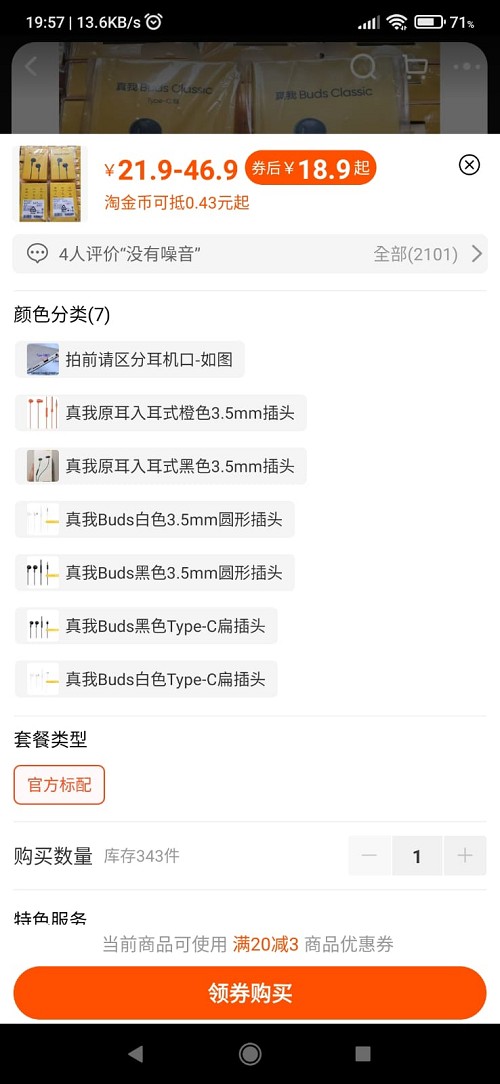 19:57 | 13.6KB/s
71%
真我 Buds Classic
Type-C版
真我 Buds Classic
¥21.9-46.9 券后¥18.9起
淘金币可抵0.43元起
4人评价“没有噪音” 全部(2101)
颜色分类(7)
拍前请区分耳机口-如图
真我原耳入耳式橙色3.5mm插头
真我原耳入耳式黑色3.5mm插头
真我Buds白色3.5mm圆形插头
真我Buds黑色3.5mm圆形插头
真我Buds黑色Type-C扁插头
真我Buds白色Type-C扁插头
套餐类型
官方标配
购买数量 库存343件
1
特色服务
当前商品可使用 满20减3 商品优惠券
领券购买